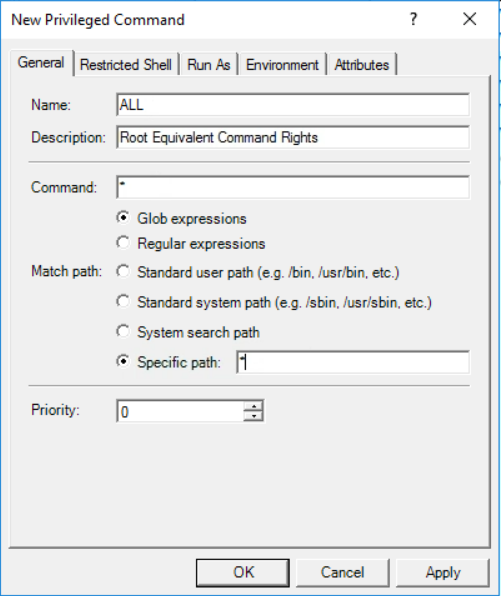 New Privileged Command ?
General Restricted Shell Run As Environment Attributes
Name: ALL
Description: Root Equivalent Command Rights
Command: *
Glob expressions
Regular expressions
Match path: Standard user path (e.g. /bin, /usr/bin, etc.)
Standard system path (e.g. /sbin, /usr/sbin, etc.)
System search path
Specific path: *
Priority: 0
OK Cancel Apply